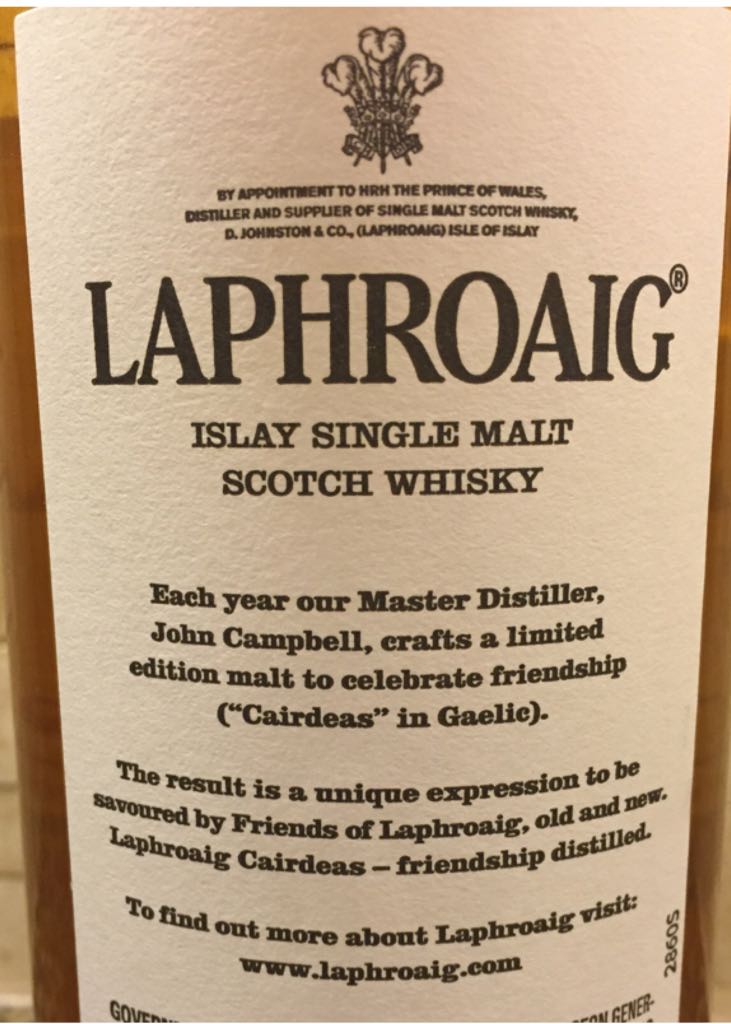 BY APPOINTMENT TO HRH THE PRINCE OF WALES,
DISTILLER AND SUPPLIER OF SINGLE MALT SCOTCH WHISKY,
D. JOHNSTON & CO., (LAPHROAIG) ISLE OF ISLAY
LAPHROAIG®
ISLAY SINGLE MALT
SCOTCH WHISKY
Each year our Master Distiller,
John Campbell, crafts a limited
edition malt to celebrate friendship
(“Cairdeas” in Gaelic).
The result is a unique expression to be
savoured by Friends of Laphroaig, old and new.
Laphroaig Cairdeas – friendship distilled.
To find out more about Laphroaig visit:
www.laphroaig.com
2860S